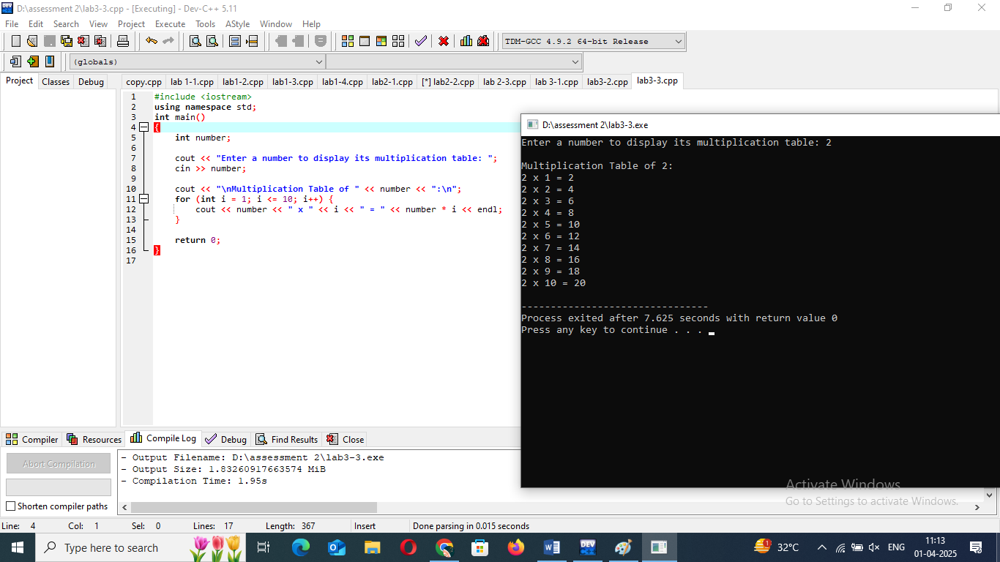 D:\assessment 2\lab3-3.cpp - [Executing] - Dev-C++ 5.11
File Edit Search View Project Execute Tools AStyle Window Help
TDM-GCC 4.9.2 64-bit Release
(globals)
Project Classes Debug
copy.cpp lab 1-1.cpp lab1-2.cpp lab1-3.cpp lab1-4.cpp lab2-1.cpp [*] lab2-2.cpp lab 2-3.cpp lab 3-1.cpp lab3-2.cpp lab3-3.cpp
1 #include <iostream>
2 using namespace std;
3 int main()
4 {
5 int number;
6
7 cout << "Enter a number to display its multiplication table: ";
8 cin >> number;
9
10 cout << "\nMultiplication Table of " << number << ":\n";
11 for (int i = 1; i <= 10; i++) {
12 cout << number << " x " << i << " = " << number * i << endl;
13 }
14
15 return 0;
16 }
17
D:\assessment 2\lab3-3.exe
Enter a number to display its multiplication table: 2
Multiplication Table of 2:
2 x 1 = 2
2 x 2 = 4
2 x 3 = 6
2 x 4 = 8
2 x 5 = 10
2 x 6 = 12
2 x 7 = 14
2 x 8 = 16
2 x 9 = 18
2 x 10 = 20
--------------------------------
Process exited after 7.625 seconds with return value 0
Press any key to continue . . .
Compiler Resources Compile Log Debug Find Results Close
Abort Compilation
Shorten compiler paths
- Output Filename: D:\assessment 2\lab3-3.exe
- Output Size: 1.83260917663574 MiB
- Compilation Time: 1.95s
Activate Windows
Go to Settings to activate Windows.
Line: 4 Col: 1 Sel: 0 Lines: 17 Length: 367 Insert Done parsing in 0.015 seconds
Type here to search
32°C
ENG
11:13
01-04-2025